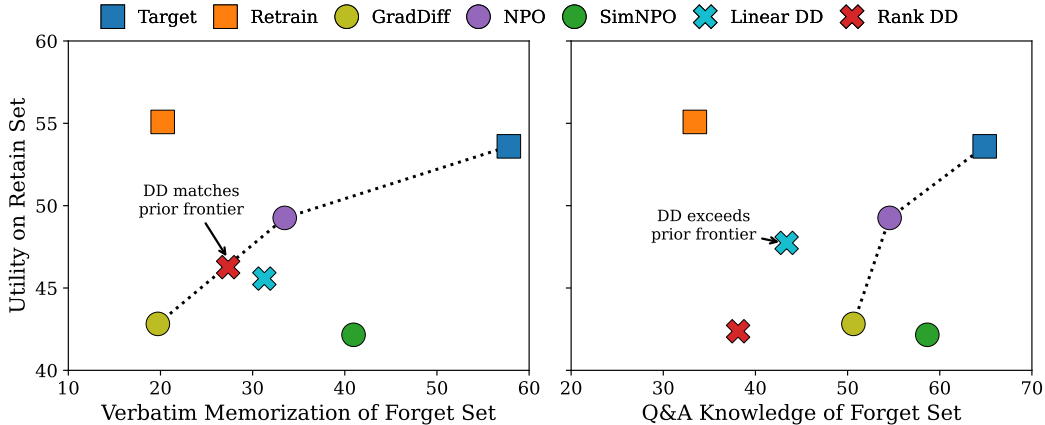 Target Retrain GradDiff NPO SimNPO Linear DD Rank DD
Utility on Retain Set
60
55
50
45
40
DD matches
prior frontier
10 20 30 40 50 60
Verbatim Memorization of Forget Set
DD exceeds
prior frontier
20 30 40 50 60 70
Q&A Knowledge of Forget Set